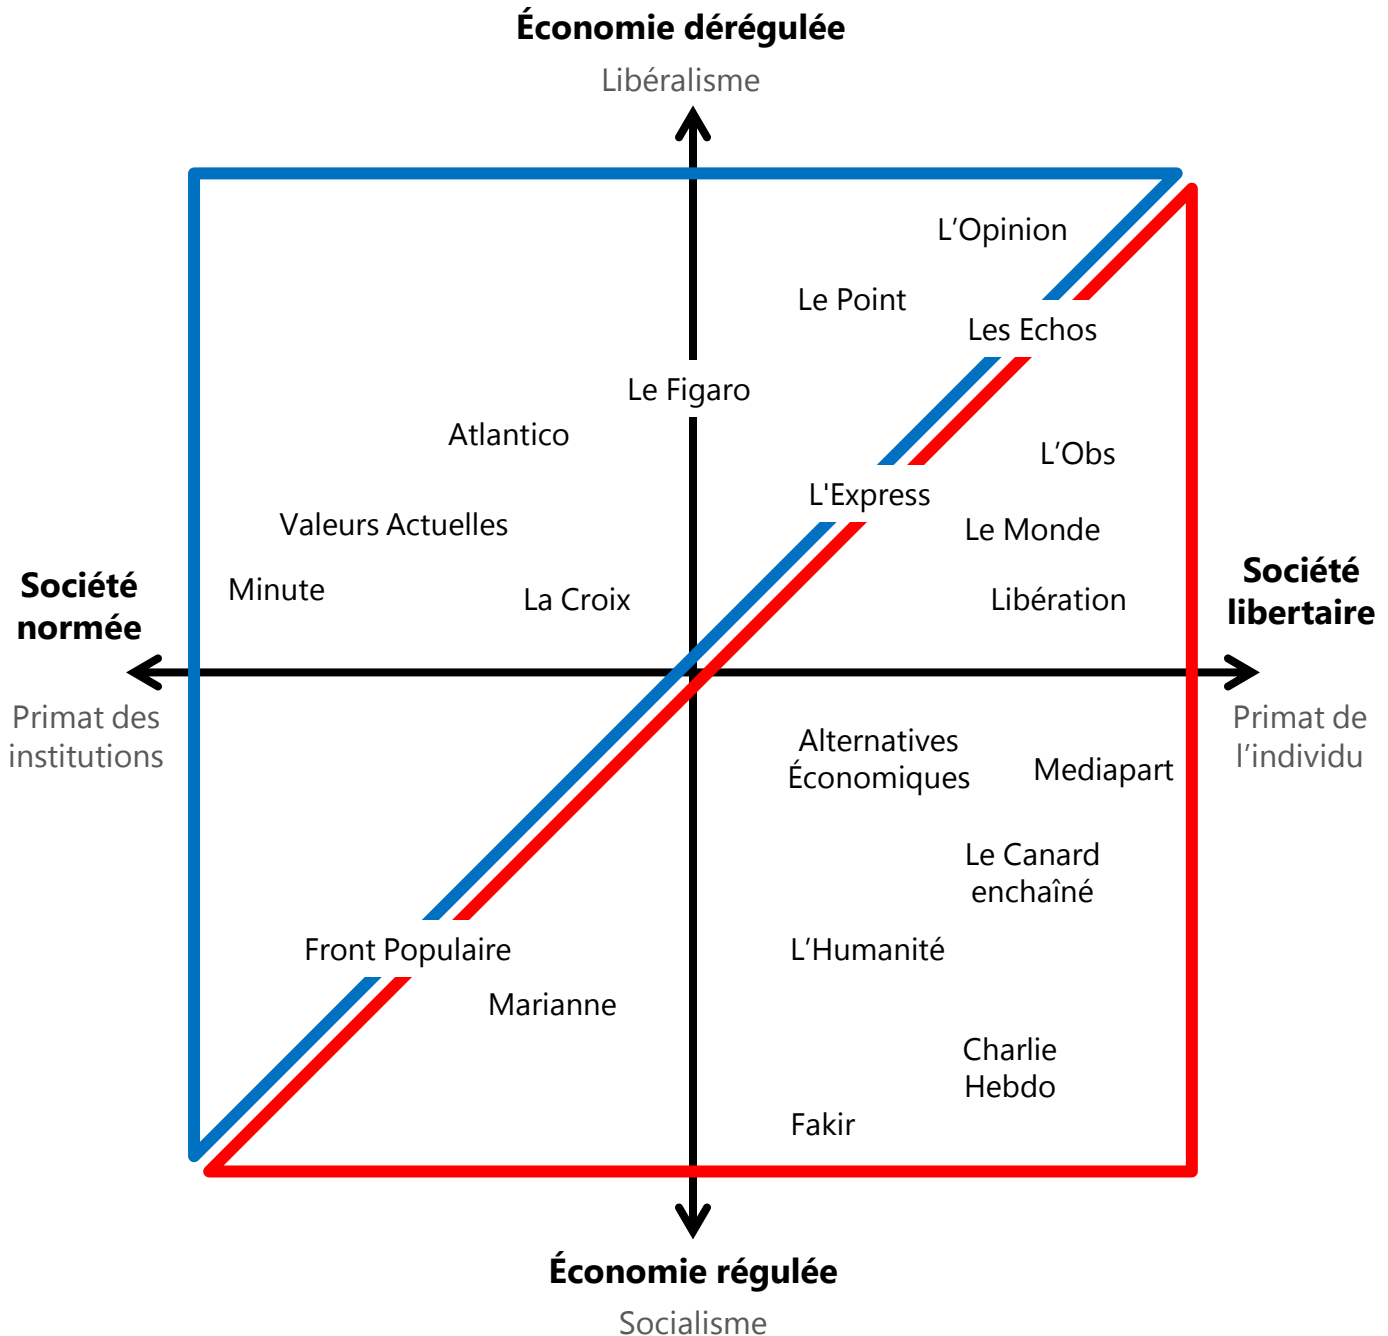 Économie dérégulée
Libéralisme
L’Opinion
Le Point
Les Echos
Le Figaro
Atlantico
L’Obs
L'Express
Valeurs Actuelles
Le Monde
Société
normée
Minute
La Croix
Libération
Société
libertaire
Primat des
institutions
Alternatives
Économiques
Mediapart
Primat de
l’individu
Le Canard
enchaîné
Front Populaire
L’Humanité
Marianne
Charlie
Hebdo
Fakir
Économie régulée
Socialisme